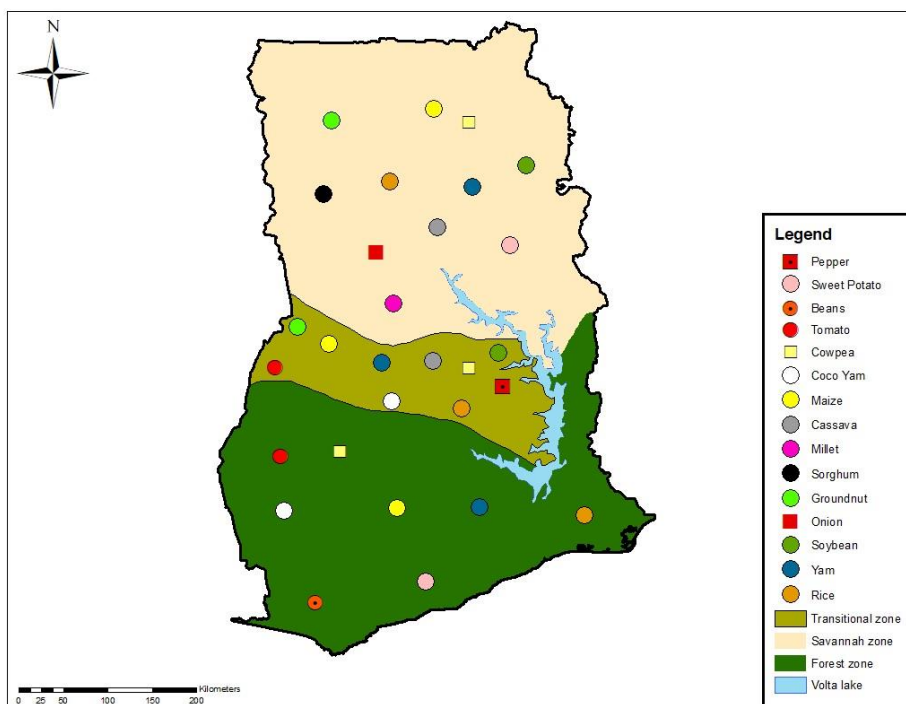 N
Legend
Pepper
Sweet Potato
Beans
Tomato
Cowpea
Coco Yam
Maize
Cassava
Millet
Sorghum
Groundnut
Onion
Soybean
Yam
Rice
Transitional zone
Savannah zone
Forest zone
Volta lake
Kilometers
0 25 50 100 150 200